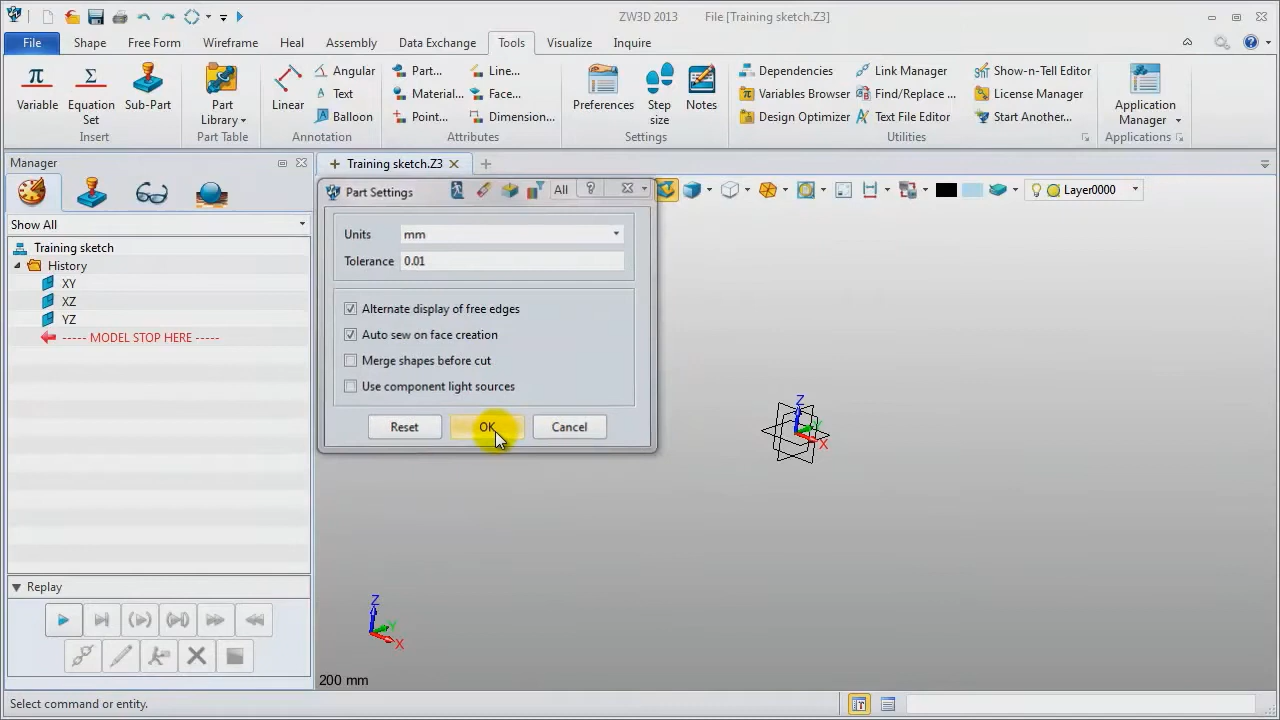 ZW3D 2013 File [Training sketch.Z3]
File Shape Free Form Wireframe Heal Assembly Data Exchange Tools Visualize Inquire
π Variable
Σ Equation Set
Sub-Part
Insert
Part Library
Part Table
Linear
Angular
Text
Balloon
Annotation
Part...
Material...
Point...
Line...
Face...
Dimension...
Attributes
Preferences
Step size
Notes
Settings
Dependencies
Variables Browser
Design Optimizer
Link Manager
Find/Replace ...
Text File Editor
Show-n-Tell Editor
License Manager
Start Another...
Utilities
Application Manager
Applications
Manager
Training sketch.Z3
Show All
Training sketch
History
XY
XZ
YZ
----- MODEL STOP HERE -----
Replay
Part Settings
All
Units mm
Tolerance 0.01
Alternate display of free edges
Auto sew on face creation
Merge shapes before cut
Use component light sources
Reset OK Cancel
Layer0000
Z
Y
X
Z
Y
X
200 mm
Select command or entity.